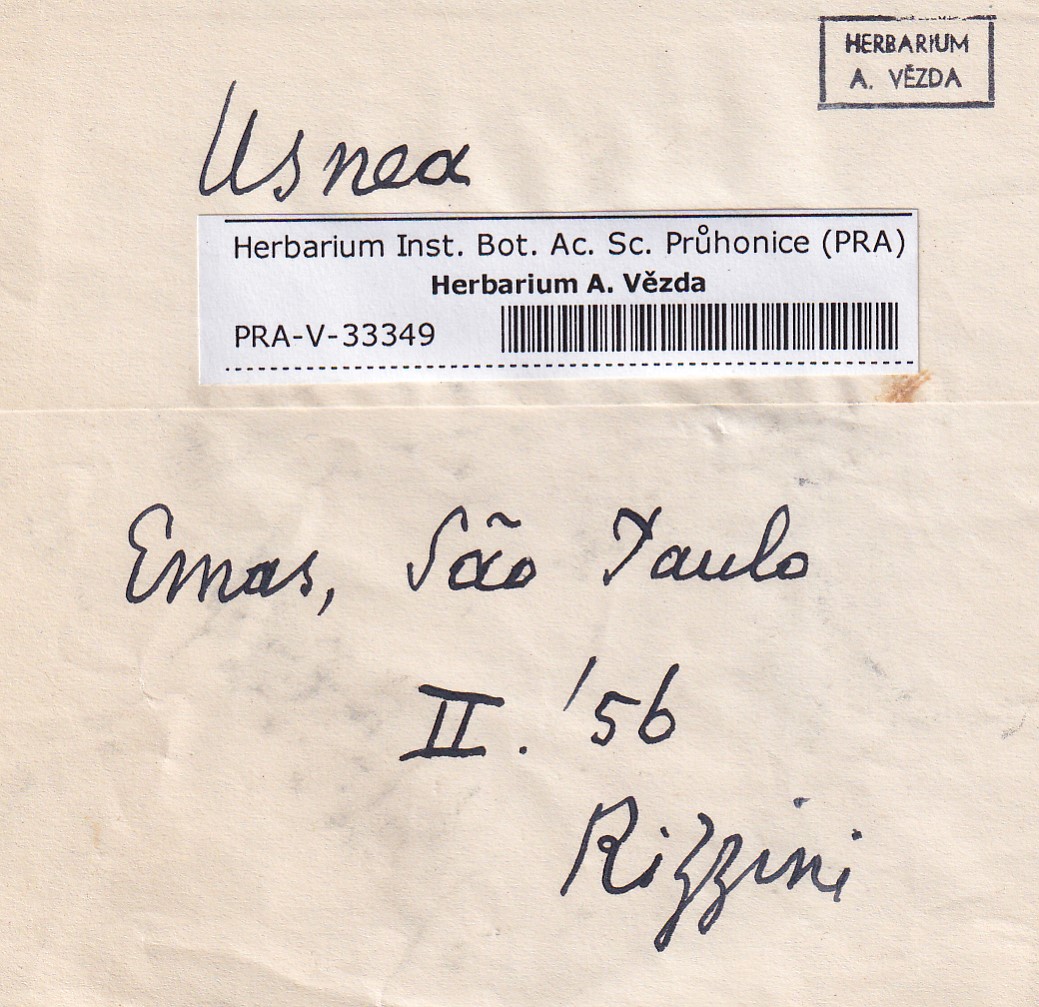 HERBARIUM
A. VĚZDA
Usnea
Herbarium Inst. Bot. Ac. Sc. Průhonice (PRA)
Herbarium A. Vězda
PRA-V-33349
Emas, São Paulo
II. '56
Rizzini